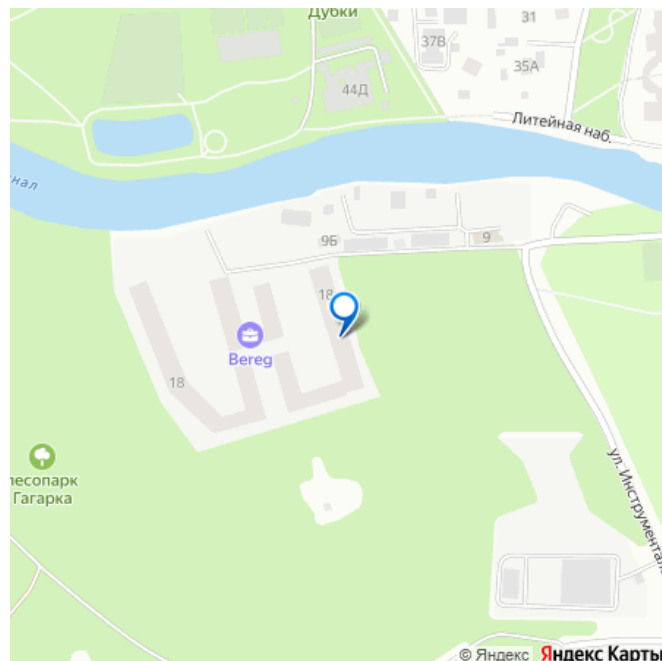 Дубки
31
37В
35А
44Д
Литейная наб.
нал
9Б
9
18
Bereg
18
лесопарк
Гагарка
ул. Инструментал
© Яндекс Яндекс Карты